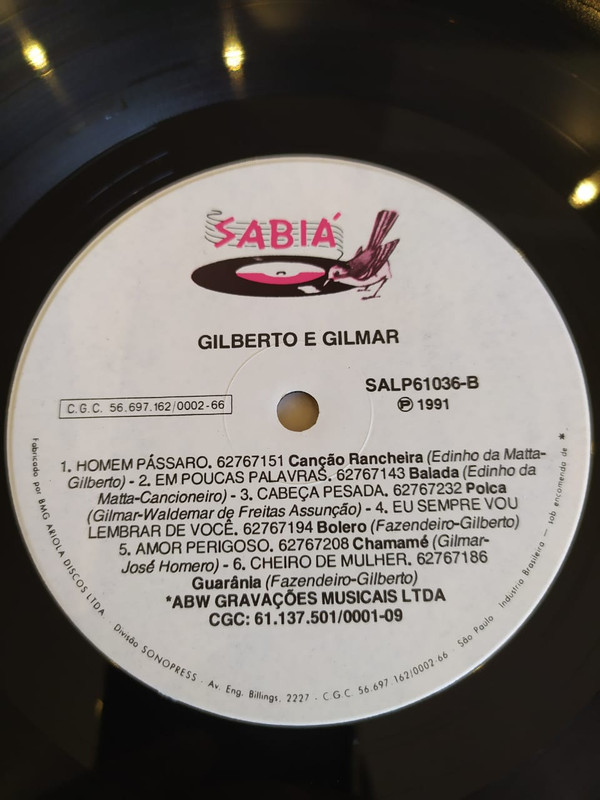 SABIÁ
GILBERTO E GILMAR
SALP61036-B
C.G.C. 56.697.162/0002-66
Ⓟ 1991
1. HOMEM PÁSSARO. 62767151 Canção Rancheira (Edinho da Matta-
Gilberto) - 2. EM POUCAS PALAVRAS. 62767143 Balada (Edinho da
Matta-Cancioneiro) - 3. CABEÇA PESADA. 62767232 Polca
(Gilmar-Waldemar de Freitas Assunção) - 4. EU SEMPRE VOU
LEMBRAR DE VOCÊ. 62767194 Bolero (Fazendeiro-Gilberto)
5. AMOR PERIGOSO. 62767208 Chamamé (Gilmar-
José Homero) - 6. CHEIRO DE MULHER. 62767186
Guarânia (Fazendeiro-Gilberto)
*ABW GRAVAÇÕES MUSICAIS LTDA
CGC: 61.137.501/0001-09
Fabricado por BMG ARIOLA DISCOS LTDA. Divisão SONOPRESS - Av. Eng. Billings, 2227 - C.G.C. 56.697.162/0002-66 - São Paulo Indústria Brasileira - sob encomenda de *